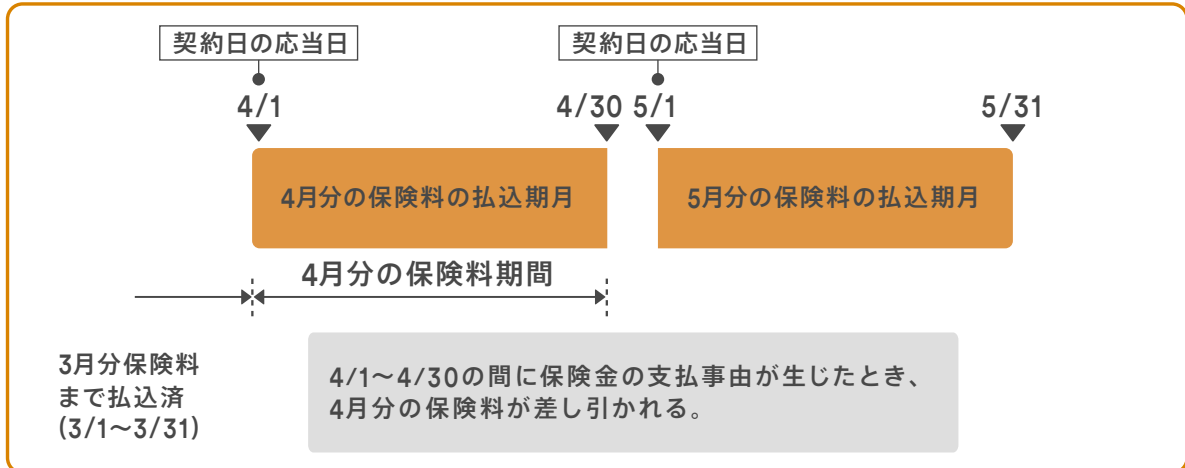 契約日の応当日
契約日の応当日
4/1
4/30
5/1
5/31
4月分の保険料の払込期月
5月分の保険料の払込期月
4月分の保険料期間
3月分保険料
まで払込済
(3/1〜3/31)
4/1〜4/30の間に保険金の支払事由が生じたとき、
4月分の保険料が差し引かれる。